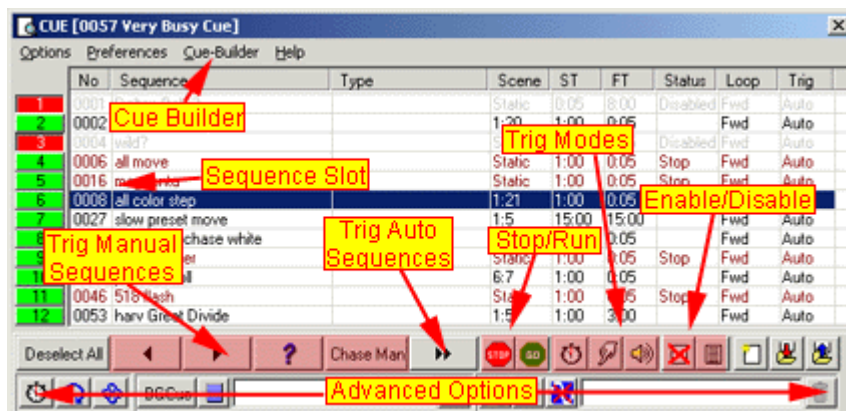 CUE [0057 Very Busy Cue]
Options Preferences Cue-Builder Help
No Sequence Type Scene ST FT Status Loop Trig
1 0001 Static 0:05 8:00 Disabled Fwd Auto
Cue Builder
2 0002 1:20 1:00 0:05 Fwd Auto
Trig Modes
3 0004 wild? Disabled Fwd Auto
4 0006 all move Static 1:00 0:05 Stop Fwd Auto
Sequence Slot
5 0016 Static 1:00 0:05 Stop Fwd Auto
6 0008 all color step 1:21 1:00 0:05
Enable/Disable
7 0027 slow preset move 1:5 15:00 15:00 Fwd Auto
Trig Manual Sequences
chase white
Trig Auto Sequences
Stop/Run
0:05 Fwd Auto
Static 1:00 0:05 Stop Fwd Auto
6:7 1:00 0:05 Fwd Auto
11 0046 518 flash Static 1:00 0:05 Stop Fwd Auto
12 0053 harv Great Divide 1:5 1:00 3:00 Fwd Auto
Deselect All ? Chase Man STOP GO
BGCue
Advanced Options